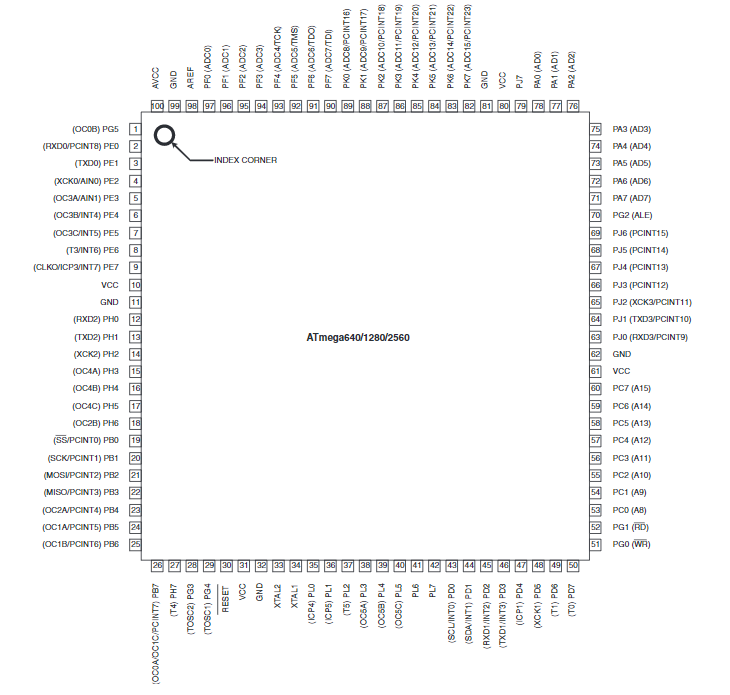 AVCC
GND
AREF
PF0 (ADC0)
PF1 (ADC1)
PF2 (ADC2)
PF3 (ADC3)
PF4 (ADC4/TCK)
PF5 (ADC5/TMS)
PF6 (ADC6/TDO)
PF7 (ADC7/TDI)
PK0 (ADC8/PCINT16)
PK1 (ADC9/PCINT17)
PK2 (ADC10/PCINT18)
PK3 (ADC11/PCINT19)
PK4 (ADC12/PCINT20)
PK5 (ADC13/PCINT21)
PK6 (ADC14/PCINT22)
PK7 (ADC15/PCINT23)
GND
VCC
PJ7
PA0 (AD0)
PA1 (AD1)
PA2 (AD2)
100 99 98 97 96 95 94 93 92 91 90 89 88 87 86 85 84 83 82 81 80 79 78 77 76
INDEX CORNER
(OC0B) PG5 1
(RXD0/PCINT8) PE0 2
(TXD0) PE1 3
(XCK0/AIN0) PE2 4
(OC3A/AIN1) PE3 5
(OC3B/INT4) PE4 6
(OC3C/INT5) PE5 7
(T3/INT6) PE6 8
(CLKO/ICP3/INT7) PE7 9
VCC 10
GND 11
(RXD2) PH0 12
(TXD2) PH1 13
(XCK2) PH2 14
(OC4A) PH3 15
(OC4B) PH4 16
(OC4C) PH5 17
(OC2B) PH6 18
(SS/PCINT0) PB0 19
(SCK/PCINT1) PB1 20
(MOSI/PCINT2) PB2 21
(MISO/PCINT3) PB3 22
(OC2A/PCINT4) PB4 23
(OC1A/PCINT5) PB5 24
(OC1B/PCINT6) PB6 25
ATmega640/1280/2560
75 PA3 (AD3)
74 PA4 (AD4)
73 PA5 (AD5)
72 PA6 (AD6)
71 PA7 (AD7)
70 PG2 (ALE)
69 PJ6 (PCINT15)
68 PJ5 (PCINT14)
67 PJ4 (PCINT13)
66 PJ3 (PCINT12)
65 PJ2 (XCK3/PCINT11)
64 PJ1 (TXD3/PCINT10)
63 PJ0 (RXD3/PCINT9)
62 GND
61 VCC
60 PC7 (A15)
59 PC6 (A14)
58 PC5 (A13)
57 PC4 (A12)
56 PC3 (A11)
55 PC2 (A10)
54 PC1 (A9)
53 PC0 (A8)
52 PG1 (RD)
51 PG0 (WR)
26 27 28 29 30 31 32 33 34 35 36 37 38 39 40 41 42 43 44 45 46 47 48 49 50
(OC0A/OC1C/PCINT7) PB7
(T4) PH7
(TOSC2) PG3
(TOSC1) PG4
RESET
VCC
GND
XTAL2
XTAL1
(ICP4) PL0
(ICP5) PL1
(T5) PL2
(OC5A) PL3
(OC5B) PL4
(OC5C) PL5
PL6
PL7
(SCL/INT0) PD0
(SDA/INT1) PD1
(RXD1/INT2) PD2
(TXD1/INT3) PD3
(ICP1) PD4
(XCK1) PD5
(T1) PD6
(T0) PD7